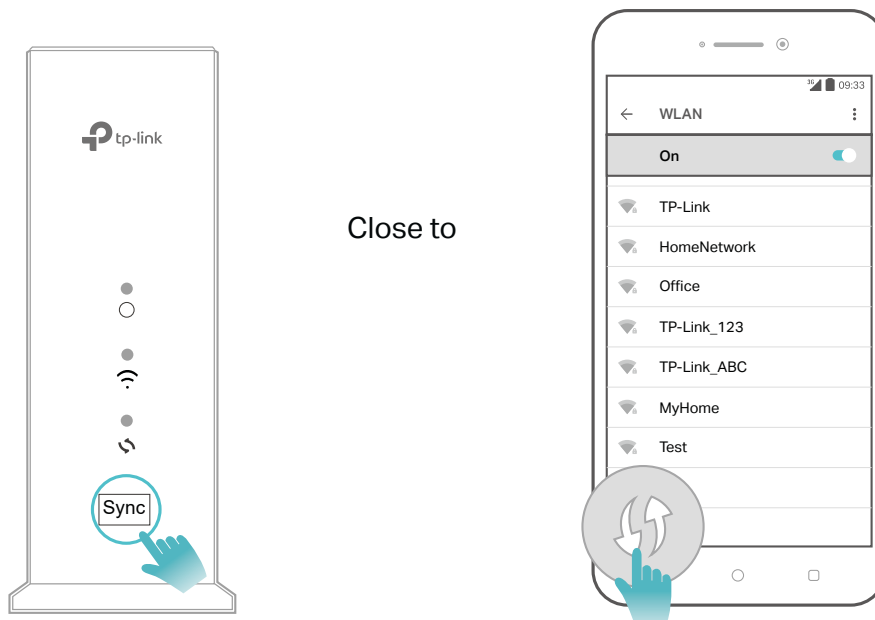 tp-link
Sync
Close to
3G 09:33
WLAN
On
TP-Link
HomeNetwork
Office
TP-Link_123
TP-Link_ABC
MyHome
Test